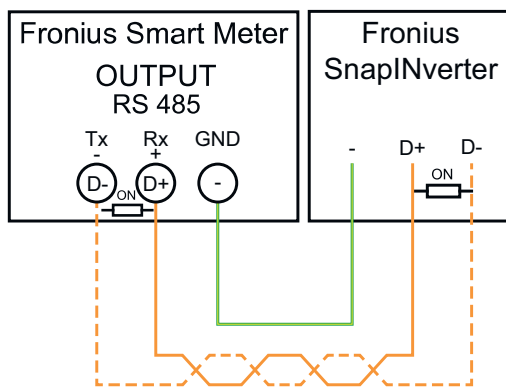 Fronius Smart Meter
OUTPUT
RS 485
Tx Rx GND
- +
D- D+ -
ON
Fronius
SnapINverter
- D+ D-
ON